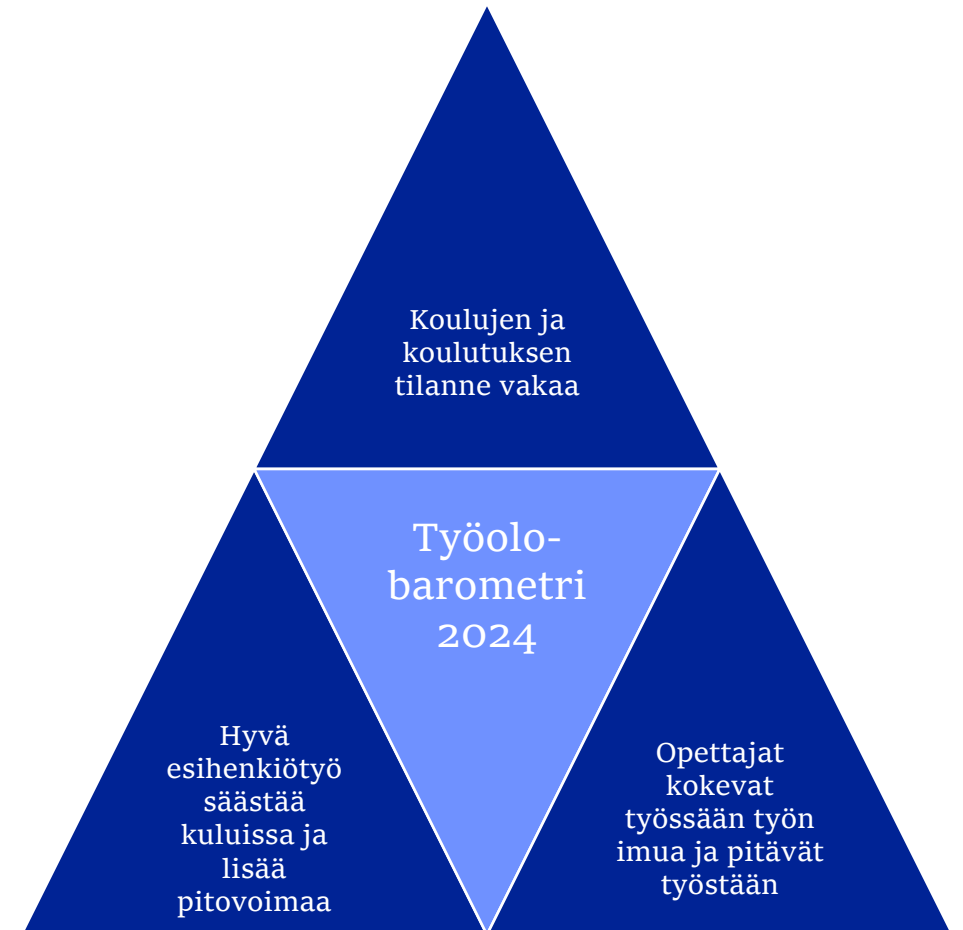 Koulujen ja
koulutuksen
tilanne vakaa
Työolo-
barometri
2024
Hyvä
esihenkiötyö
säästää
kuluissa ja
lisää
pitovoimaa
Opettajat
kokevat
työssään työn
imua ja pitävät
työstään